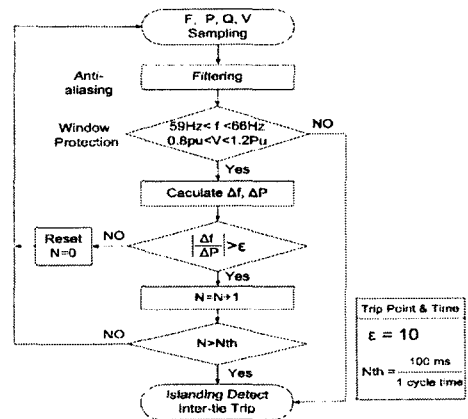 F, P, Q, V
Sampling
Anti-
aliasing
Filtering
Window
Protection
59Hz< f <66Hz
0.8pu<V<1.2Pu
NO
Yes
Caculate Δf, ΔP
Reset
N=0
NO
|Δf/ΔP|>ε
Yes
N=N+1
NO
N>Nth
Yes
Islanding Detect
Inter-tie Trip
Trip Point & Time
ε = 10
Nth = 100 ms / 1 cycle time